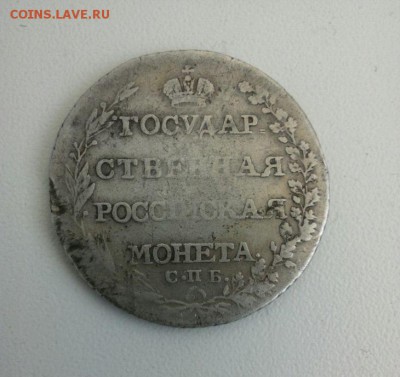 COINS.LAVE.RU
ГОСУДАР
СТВЕННАЯ
РОССІЙСКАЯ
МОНЕТА.
С.П.Б.